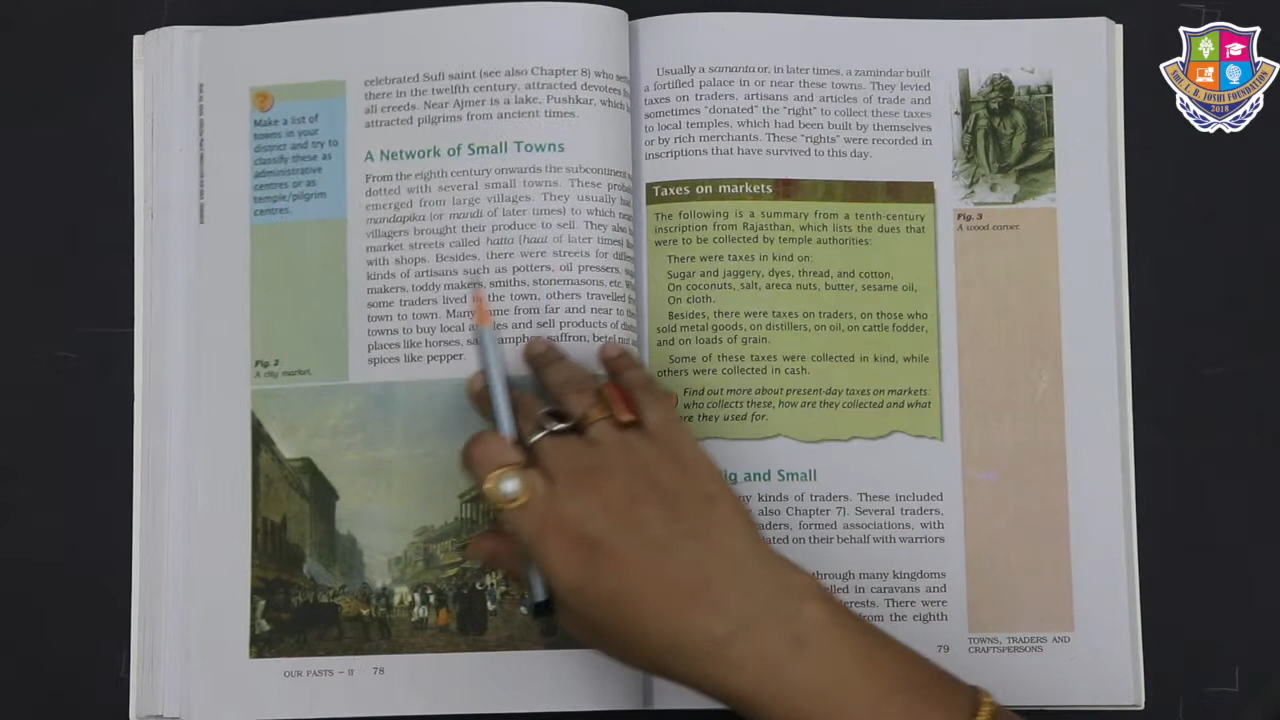 celebrated Sufi saint (see also Chapter 8) who
there in the twelfth century, attracted devotees
all creeds. Near Ajmer is a lake, Pushkar, which
attracted pilgrims from ancient times.
?
Make a list of
towns in your
district and try to
classify these as
administrative
centres or as
temple/pilgrim
centres.
A Network of Small Towns
From the eighth century onwards the subcontinent
dotted with several small towns. These
emerged from large villages. They usually
mandapika (or mandi of later times) to which
villagers brought their produce to sell. They also
market streets called hatta (haat of later times)
with shops. Besides, there were streets for
kinds of artisans such as potters, oil pressers,
makers, toddy makers, smiths, stonemasons, etc.
some traders lived in the town, others travelled
town to town. Many came from far and near to
towns to buy local and sell products of
places like horses, saffron, betel nut
spices like pepper.
Fig. 2
A city market.
OUR PASTS – II 78
Usually a samanta or, in later times, a zamindar built
a fortified palace in or near these towns. They levied
taxes on traders, artisans and articles of trade and
sometimes "donated" the "right" to collect these taxes
to local temples, which had been built by themselves
or by rich merchants. These "rights" were recorded in
inscriptions that have survived to this day.
Taxes on markets
The following is a summary from a tenth-century
inscription from Rajasthan, which lists the dues that
were to be collected by temple authorities:
There were taxes in kind on:
Sugar and jaggery, dyes, thread, and cotton,
On coconuts, salt, areca nuts, butter, sesame oil,
On cloth.
Besides, there were taxes on traders, on those who
sold metal goods, on distillers, on oil, on cattle fodder,
and on loads of grain.
Some of these taxes were collected in kind, while
others were collected in cash.
Find out more about present-day taxes on markets:
who collects these, how are they collected and what
are they used for.
and Small
kinds of traders. These included
also Chapter 7). Several traders,
formed associations, with
on their behalf with warriors
through many kingdoms
in caravans and
There were
from the eighth
Fig. 3
A wood carver.
79
TOWNS, TRADERS AND
CRAFTSPERSONS
SHRI. L. B. JOSHI FOUNDATION
2018